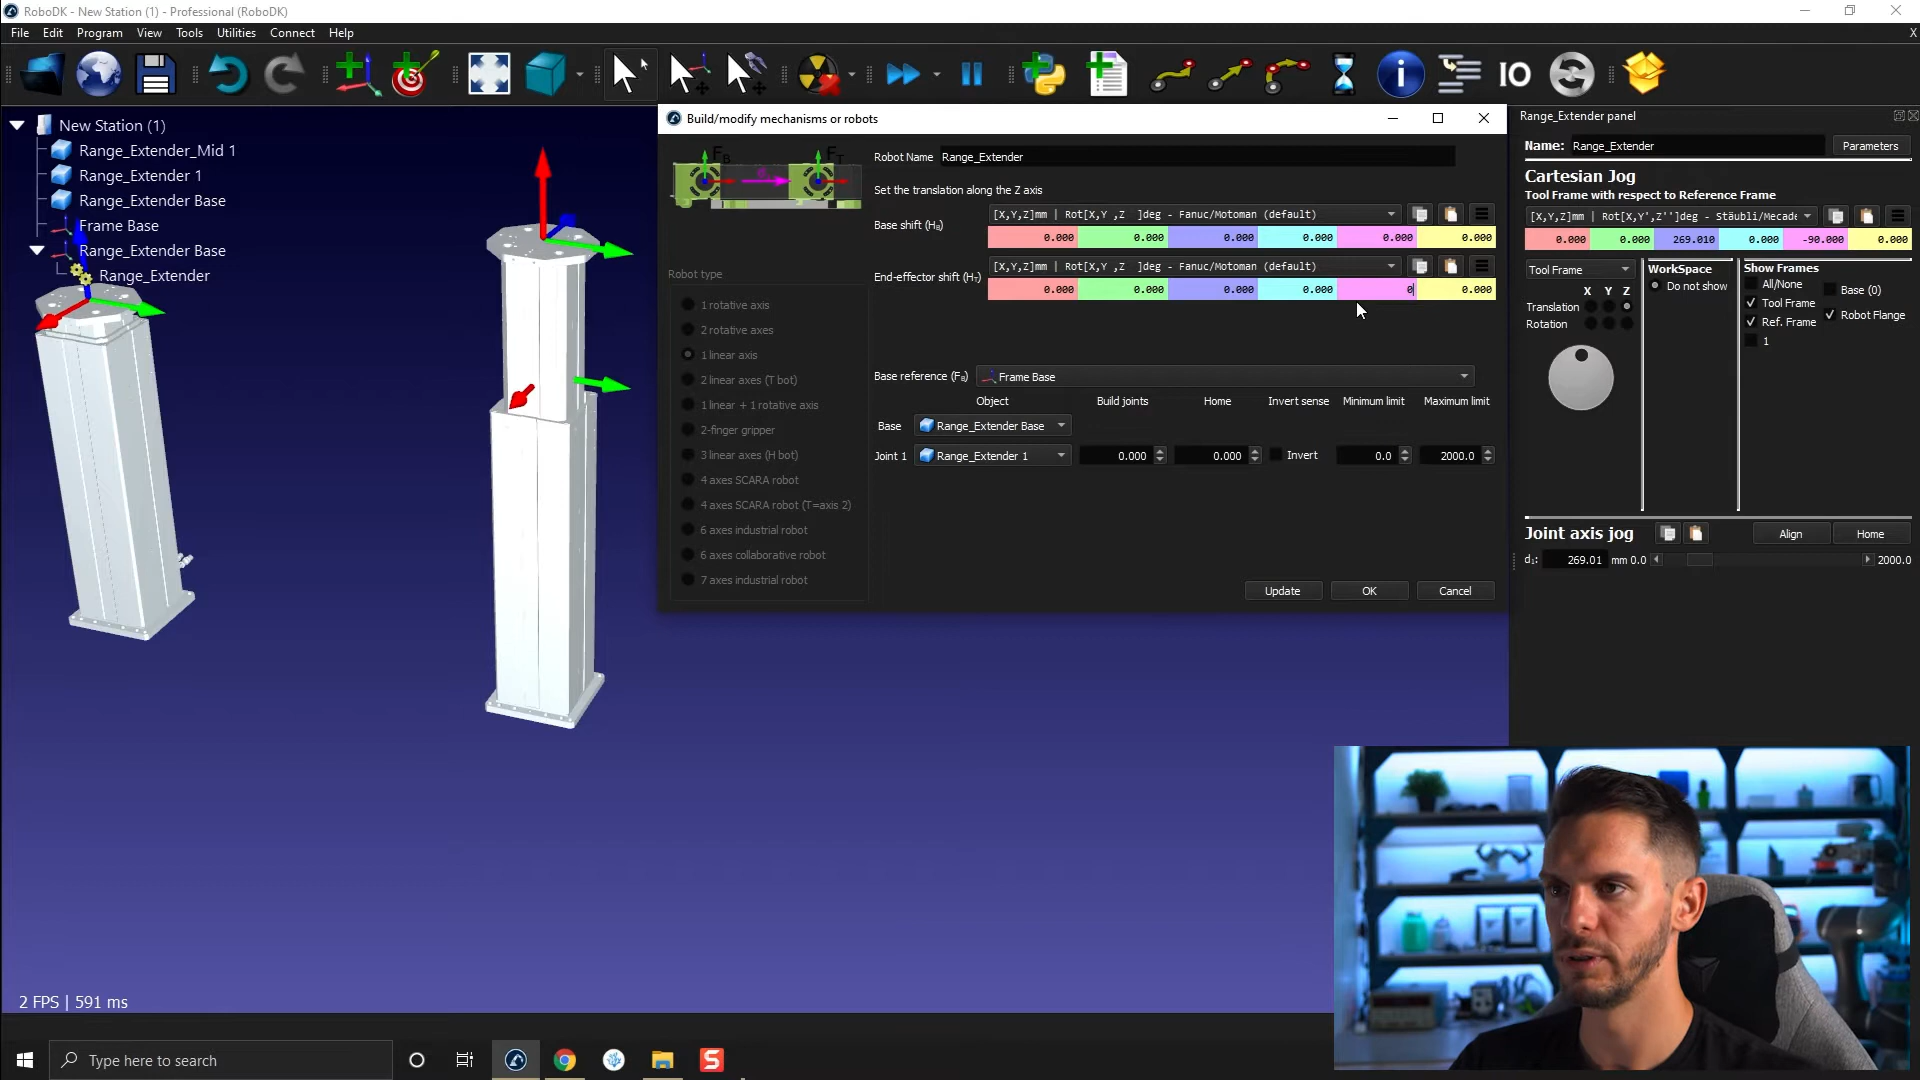 RoboDK - New Station (1) - Professional (RoboDK)
File Edit Program View Tools Utilities Connect Help
X
IO
New Station (1)
Range_Extender_Mid 1
Range_Extender 1
Range_Extender Base
Frame Base
Range_Extender Base
Range_Extender
2 FPS | 591 ms
Build/modify mechanisms or robots
FB
FT
Robot Name Range_Extender
Set the translation along the Z axis
Base shift (HB)
[X,Y,Z]mm | Rot[X,Y ,Z ]deg - Fanuc/Motoman (default)
0.000 0.000 0.000 0.000 0.000 0.000
End-effector shift (HT)
[X,Y,Z]mm | Rot[X,Y ,Z ]deg - Fanuc/Motoman (default)
0.000 0.000 0.000 0.000 0 0.000
Robot type
1 rotative axis
2 rotative axes
1 linear axis
2 linear axes (T bot)
1 linear + 1 rotative axis
2-finger gripper
3 linear axes (H bot)
4 axes SCARA robot
4 axes SCARA robot (T=axis 2)
6 axes industrial robot
6 axes collaborative robot
7 axes industrial robot
Base reference (FB) Frame Base
Object Build joints Home Invert sense Minimum limit Maximum limit
Base Range_Extender Base
Joint 1 Range_Extender 1 0.000 0.000 Invert 0.0 2000.0
Update OK Cancel
Range_Extender panel
Name: Range_Extender Parameters
Cartesian Jog
Tool Frame with respect to Reference Frame
[X,Y,Z]mm | Rot[X,Y',Z'']deg - Stäubli/Mecade
0.000 0.000 269.010 0.000 -90.000 0.000
Tool Frame
X Y Z
Translation
Rotation
WorkSpace
Do not show
Show Frames
All/None
Base (0)
Tool Frame
Robot Flange
Ref. Frame
1
Joint axis jog Align Home
d1: 269.01 mm 0.0 2000.0
Type here to search
S